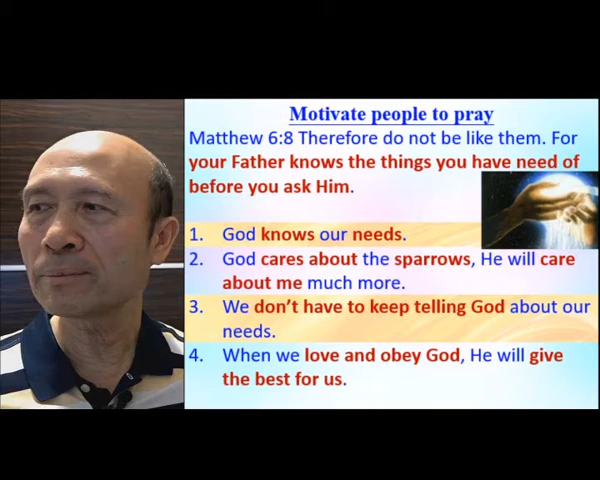 Motivate people to pray
Matthew 6:8 Therefore do not be like them. For
your Father knows the things you have need of
before you ask Him.
1. God knows our needs.
2. God cares about the sparrows, He will care
about me much more.
3. We don't have to keep telling God about our
needs.
4. When we love and obey God, He will give
the best for us.